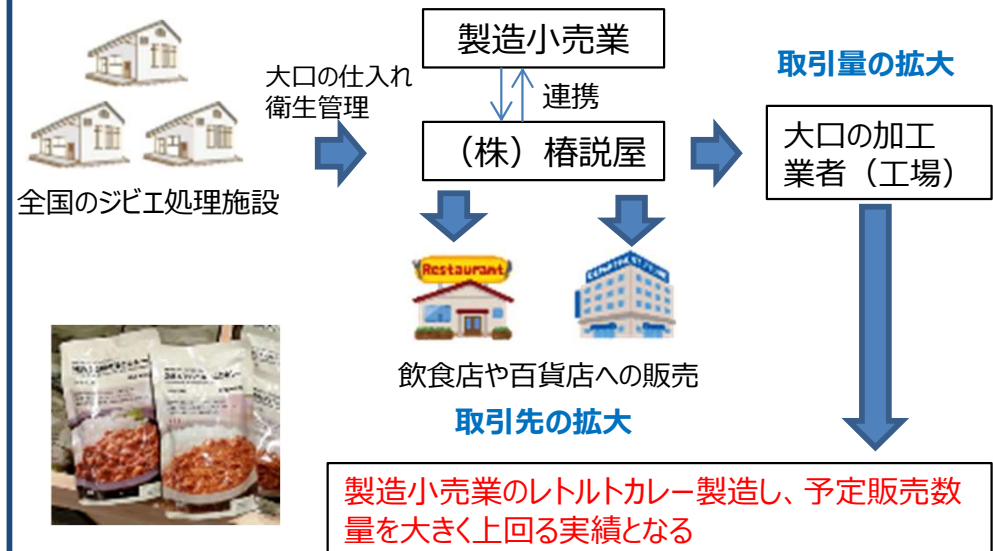 製造小売業
取引量の拡大
大口の仕入れ
衛生管理
連携
(株)椿説屋
大口の加工
業者(工場)
全国のジビエ処理施設
Restaurant
飲食店や百貨店への販売
取引先の拡大
製造小売業のレトルトカレー製造し、予定販売数
量を大きく上回る実績となる